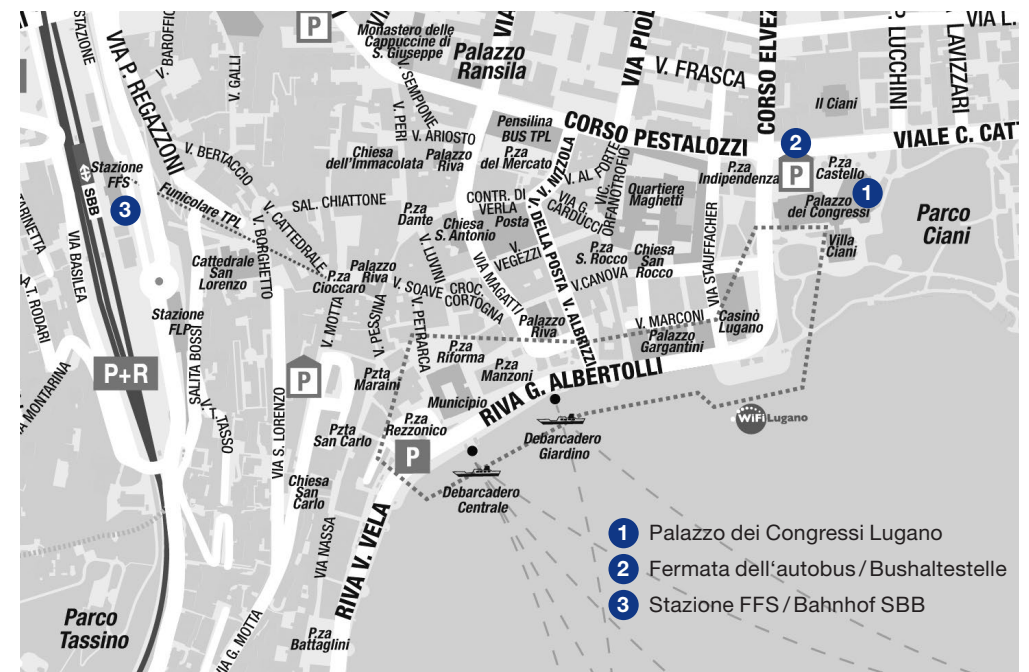 STAZIONE
VIA P. REGAZZONI
V. BAROFFIO
V. GALLI
P
Monastero delle
Cappuccine di
S. Giuseppe
Palazzo
Ransila
V. SEMPIONE
V. PERI
V. ARIOSTO
Chiesa
dell'Immacolata
Palazzo
Riva
Pensilina
BUS TPL
P.za
del Mercato
CORSO PESTALOZZI
V. FRASCA
CORSO ELVEZ
Il Ciani
P. LUCCHINI
LAVIZZARI
VIA L.
VIALE C. CATT
2
P
P.za
Castello
1
Palazzo
dei Congressi
Parco
Ciani
Villa
Ciani
P.za
Indipendenza
Quartiere
Maghetti
V. NIZZOLA
V. AL FORTE
VIC. ORFANOTROFIO
VIA G.
CARDUCCI
P.za
S. Rocco
Chiesa
San
Rocco
V.CANOVA
VIA STAUFFACHER
V. DELLA POSTA
V. ALBRIZZI
CONTR. DI
VERLA
Posta
V.
VEGEZZI
Chiesa
S. Antonio
P.za
Dante
V. LUVINI
VIA MAGATTI
CROC.
CORTOGNA
V. SOAVE
Palazzo
Riva
P.za
Cioccaro
SAL. CHIATTONE
V. CATTEDRALE
V. BORGHETTO
V. BERTACCIO
Funicolare TPL
Stazione
FFS
SBB
3
VIA BASILEA
Cattedrale
San
Lorenzo
Stazione
FLP
SALITA BOSSI
V. T. TASSO
P+R
VIA S. LORENZO
P
V. MOTTA
V. PESSINA
V. PETRARCA
P.za
Riforma
Pzta
Maraini
P.za
Manzoni
Palazzo
Riva
V. MARCONI
Palazzo
Gargantini
Casinò
Lugano
Municipio
RIVA G. ALBERTOLLI
P.za
Rezzonico
P
Pzta
San Carlo
Chiesa
San
Carlo
VIA NASSA
RIVA V. VELA
P.za
Battaglini
VIA G. MOTTA
Parco
Tassino
Debarcadero
Giardino
Debarcadero
Centrale
WiFi Lugano
1 Palazzo dei Congressi Lugano
2 Fermata dell‘autobus / Bushaltestelle
3 Stazione FFS / Bahnhof SBB